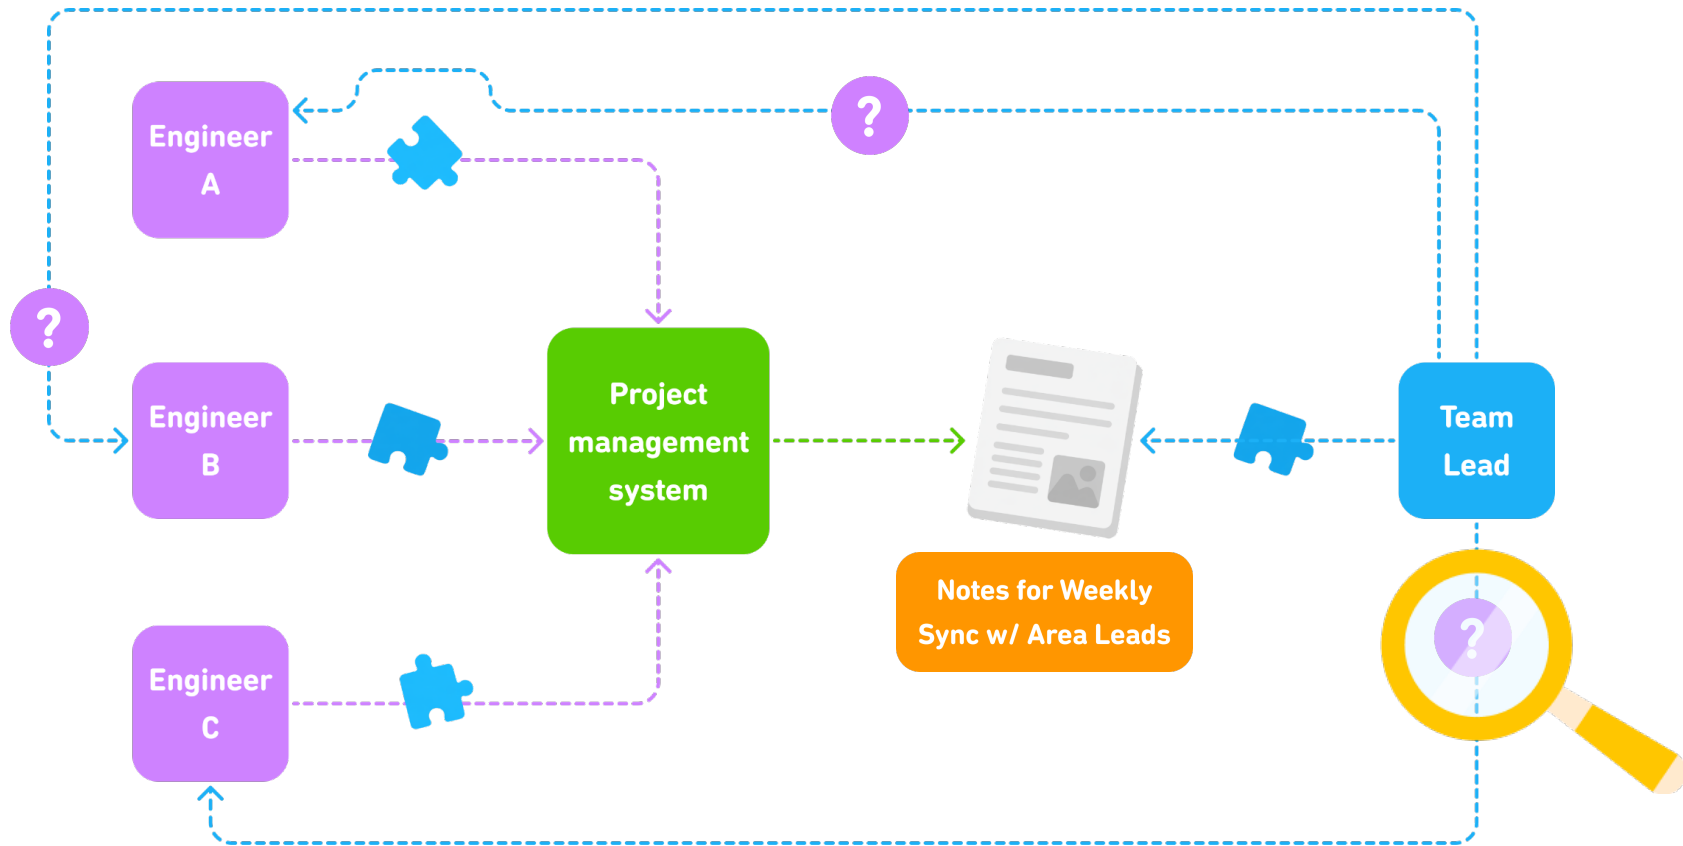 ?
Engineer
A
?
Engineer
B
Project
management
system
Team
Lead
Notes for Weekly
Sync w/ Area Leads
?
Engineer
C